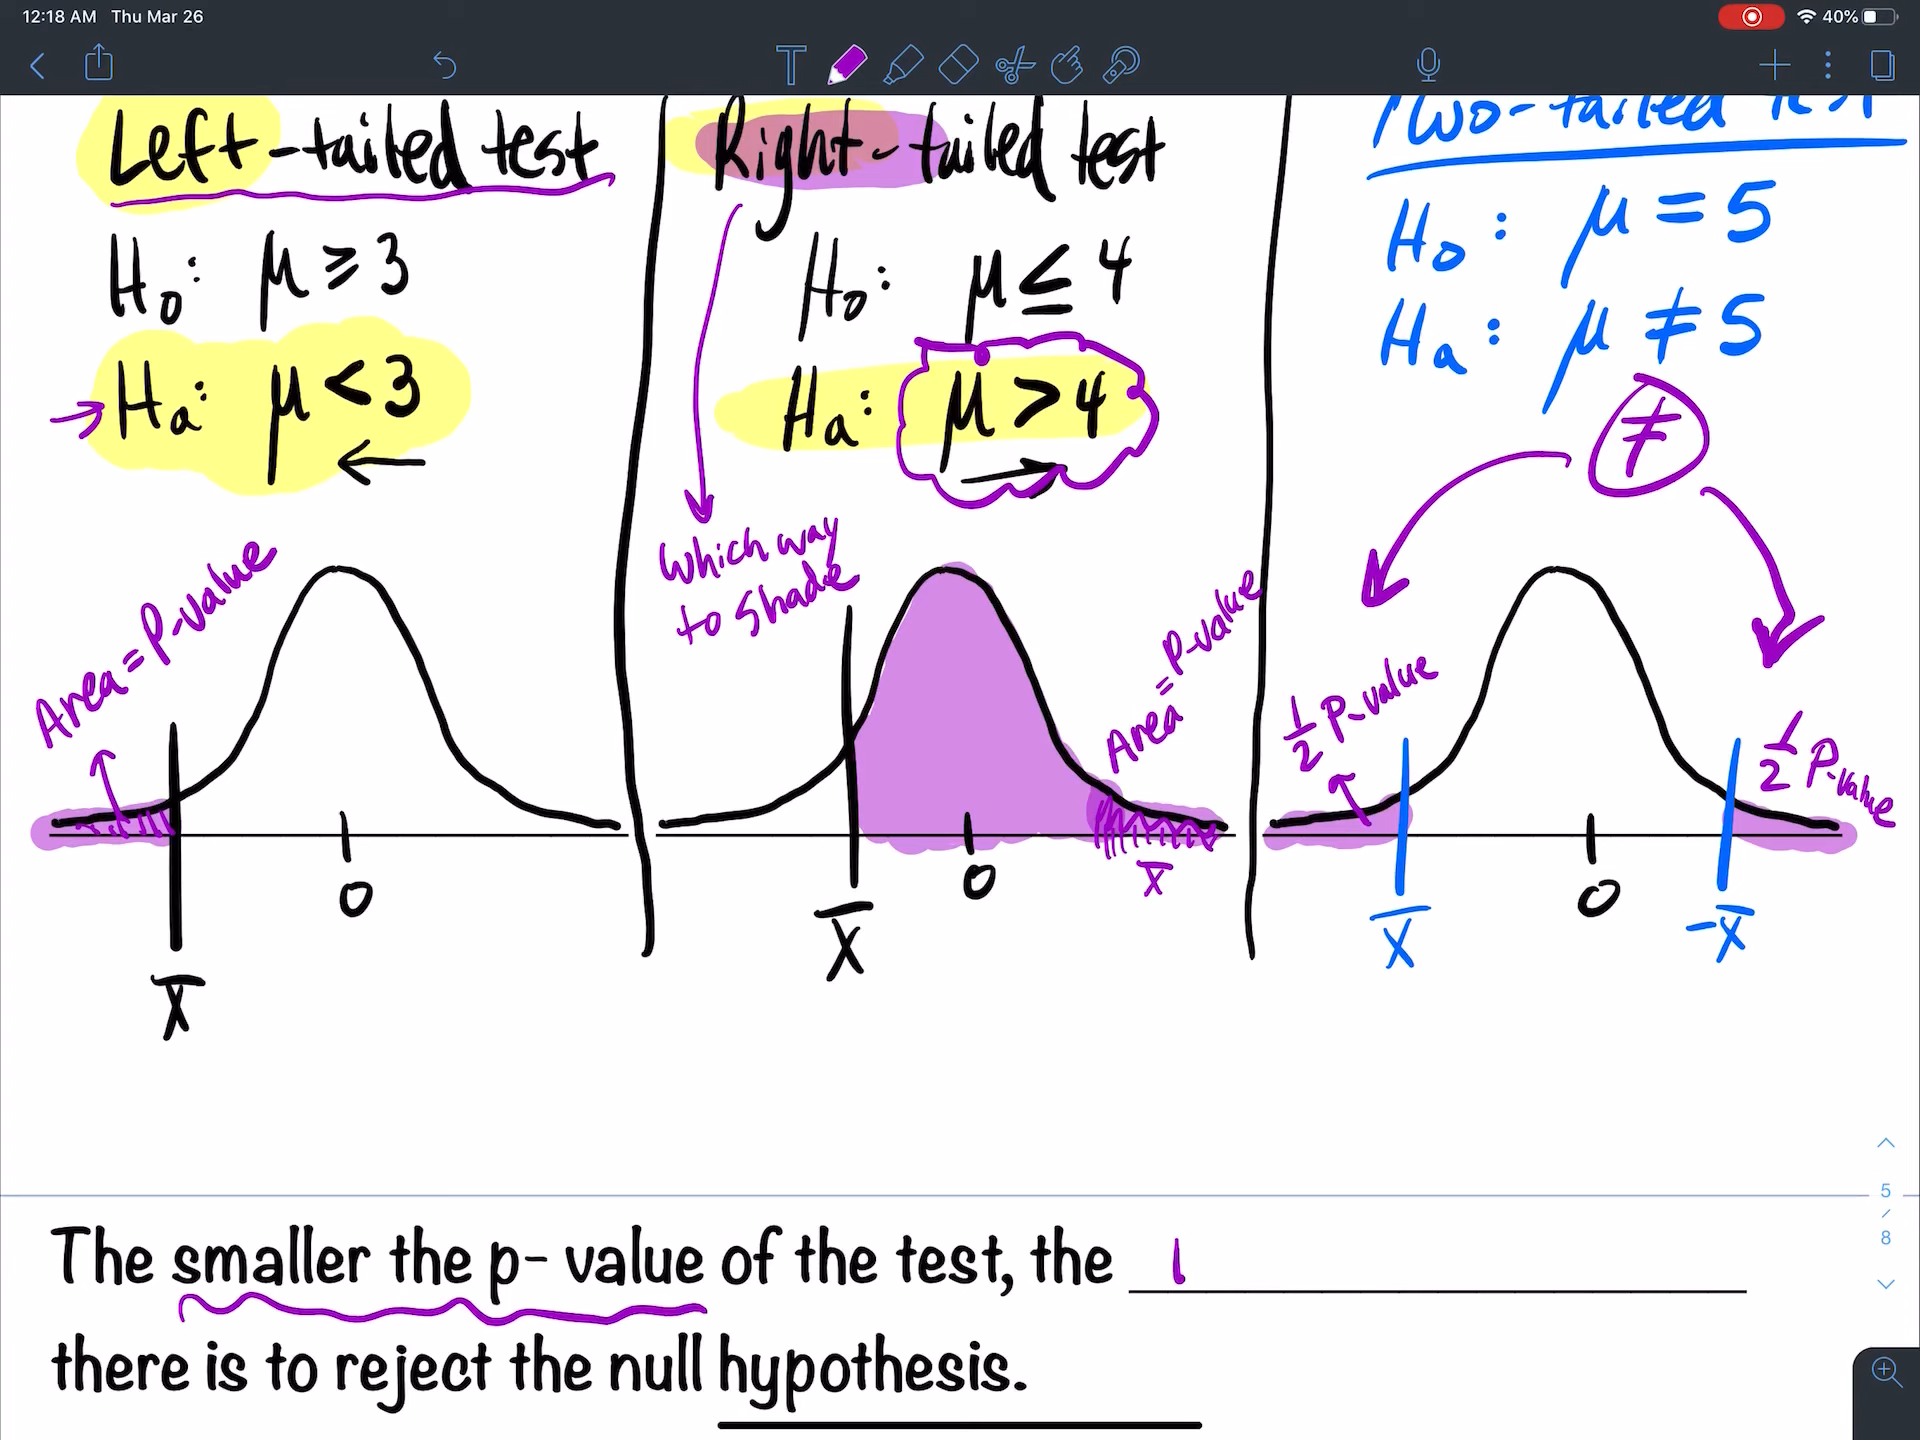 12:18 AM Thu Mar 26
40%
Left-tailed test
H₀: μ ≥ 3
Hₐ: μ < 3
Area = P-value
0
x̄
Right-tailed test
H₀: μ ≤ 4
Hₐ: μ > 4
Which way
to shade
Area = P-value
x̄
0
x̄
Two-tailed test
H₀: μ = 5
Hₐ: μ ≠ 5
≠
1/2 P-value
1/2 P-value
x̄
0
-x̄
5
/
8
The smaller the p- value of the test, the
there is to reject the null hypothesis.